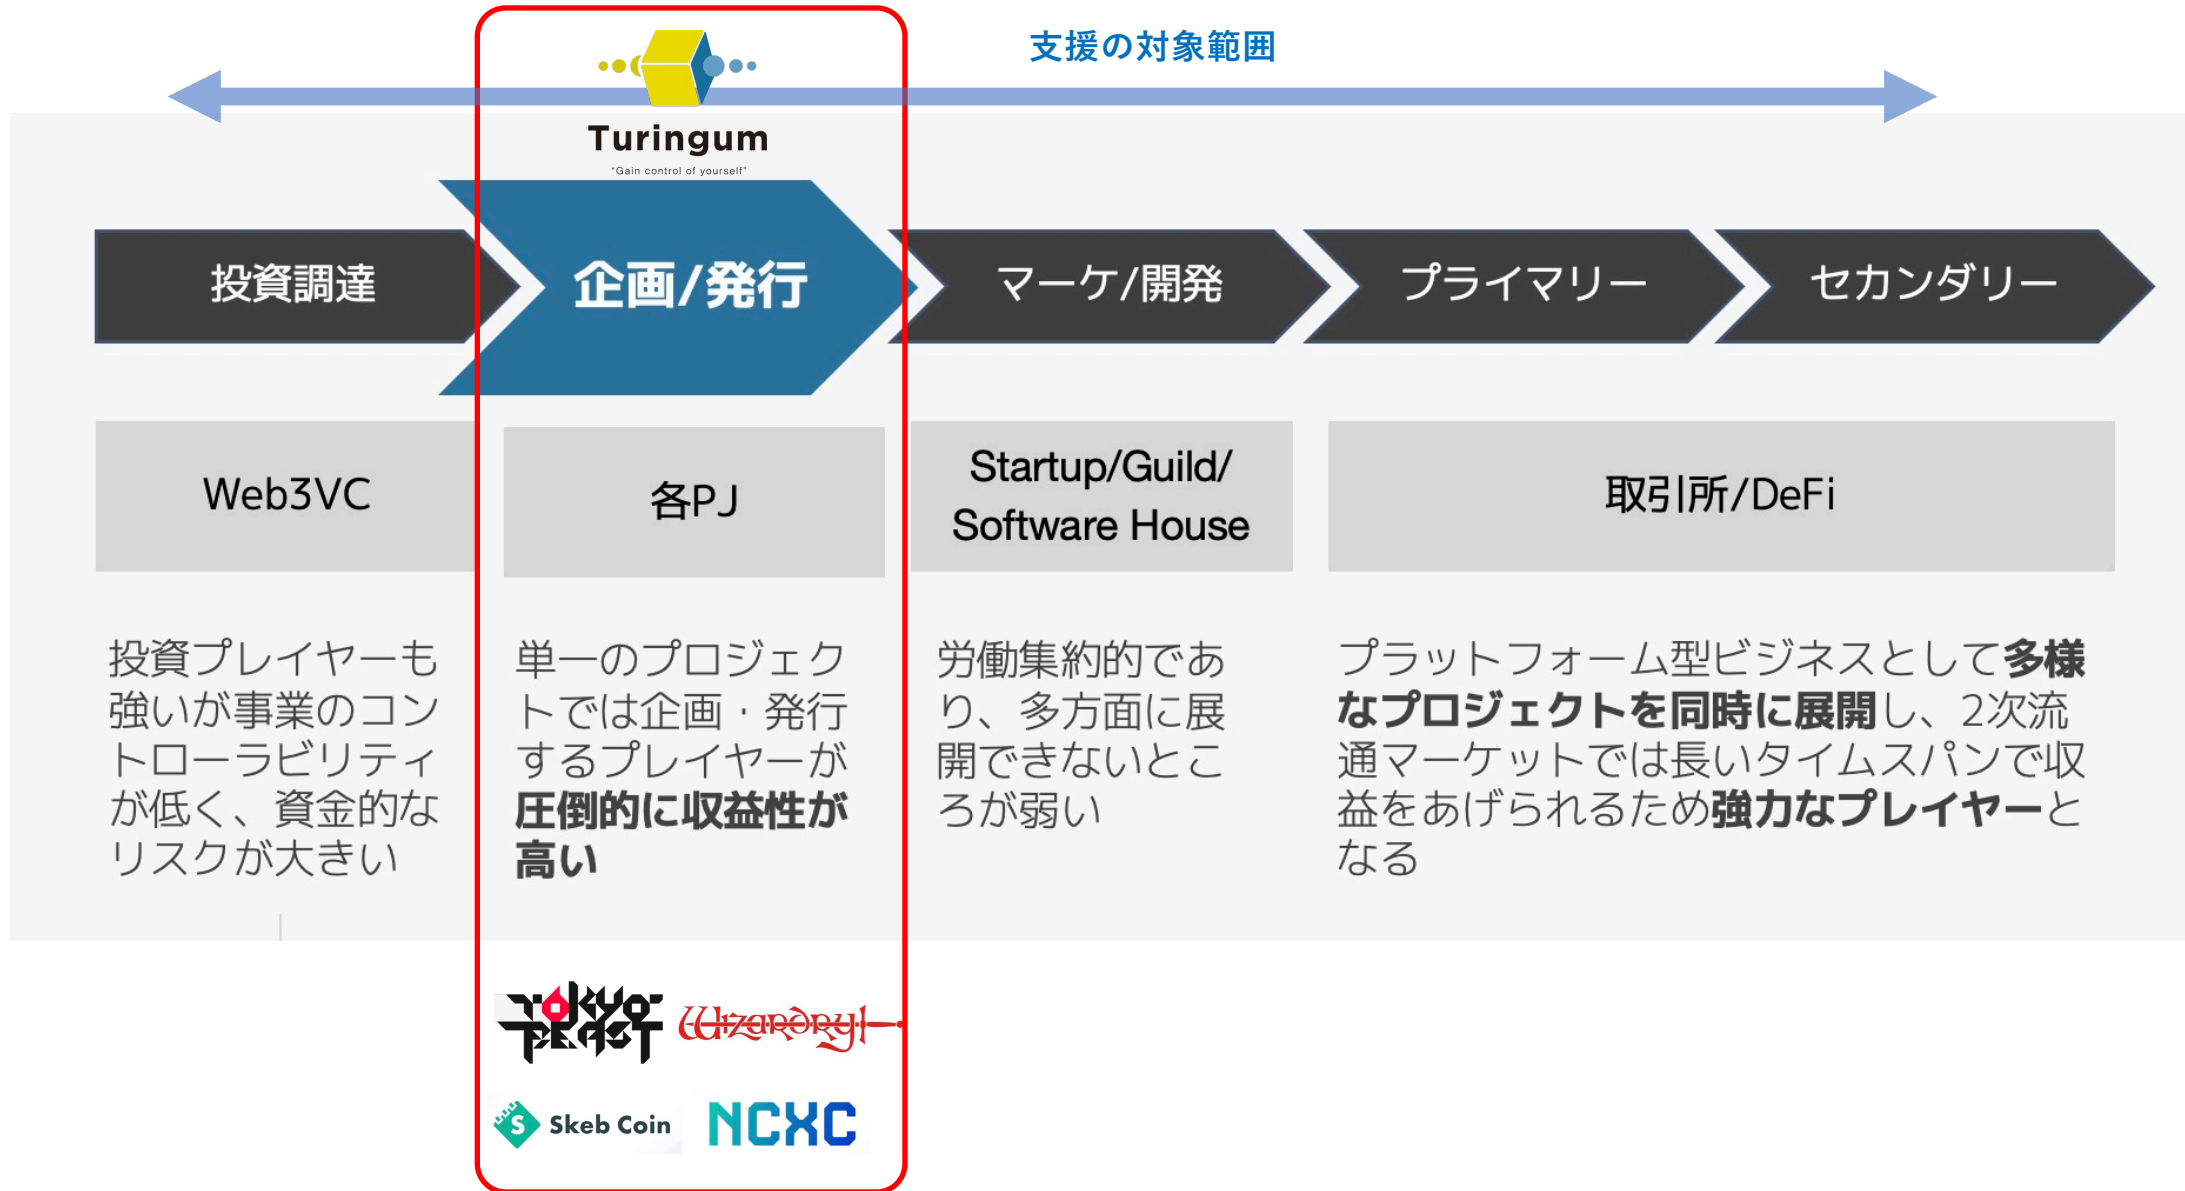 支援の対象範囲
Turingum
"Gain control of yourself"
投資調達
企画/発行
マーケ/開発
プライマリー
セカンダリー
Web3VC
各PJ
Startup/Guild/
Software House
取引所/DeFi
投資プレイヤーも
強いが事業のコン
トローラビリティ
が低く、資金的な
リスクが大きい
単一のプロジェク
トでは企画・発行
するプレイヤーが
圧倒的に収益性が
高い
労働集約的であ
り、多方面に展
開できないとこ
ろが弱い
プラットフォーム型ビジネスとして多様
なプロジェクトを同時に展開し、2次流
通マーケットでは長いタイムスパンで収
益をあげられるため強力なプレイヤーと
なる
TOKYO
BEAST
Wizardry
S
Skeb Coin
NCXC